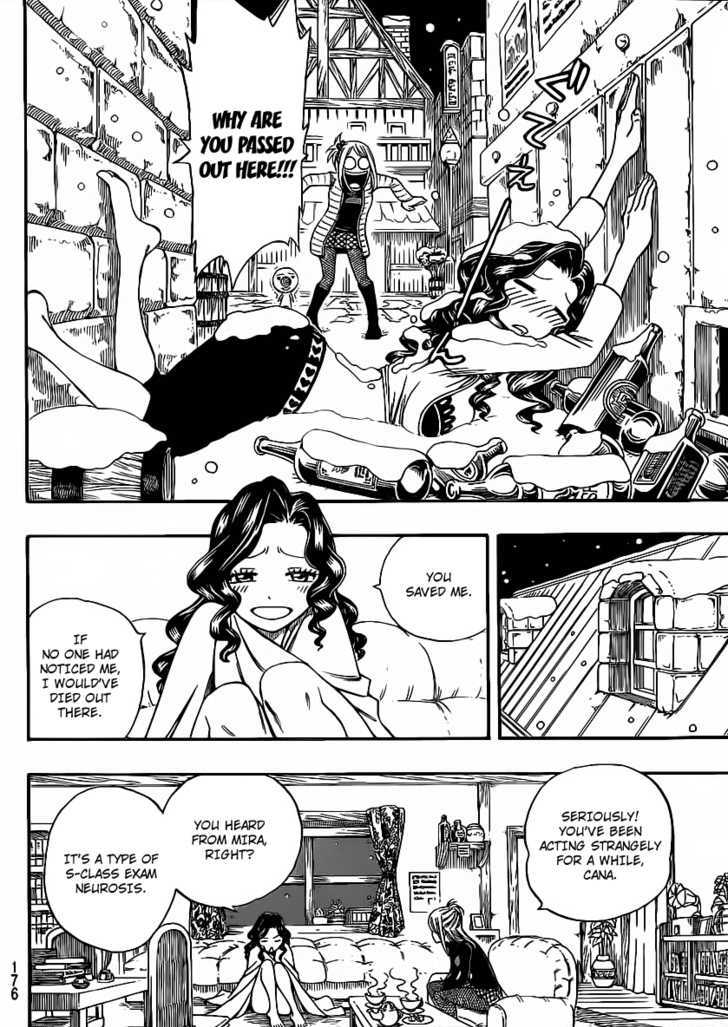 WHY ARE
YOU PASSED
OUT HERE!!!
YOU
SAVED ME.
IF
NO ONE HAD
NOTICED ME,
I WOULD'VE
DIED OUT
THERE.
SERIOUSLY!
YOU'VE BEEN
ACTING STRANGELY
FOR A WHILE,
CANA.
YOU HEARD
FROM MIRA,
RIGHT?
IT'S A TYPE OF
S-CLASS EXAM
NEUROSIS.
176